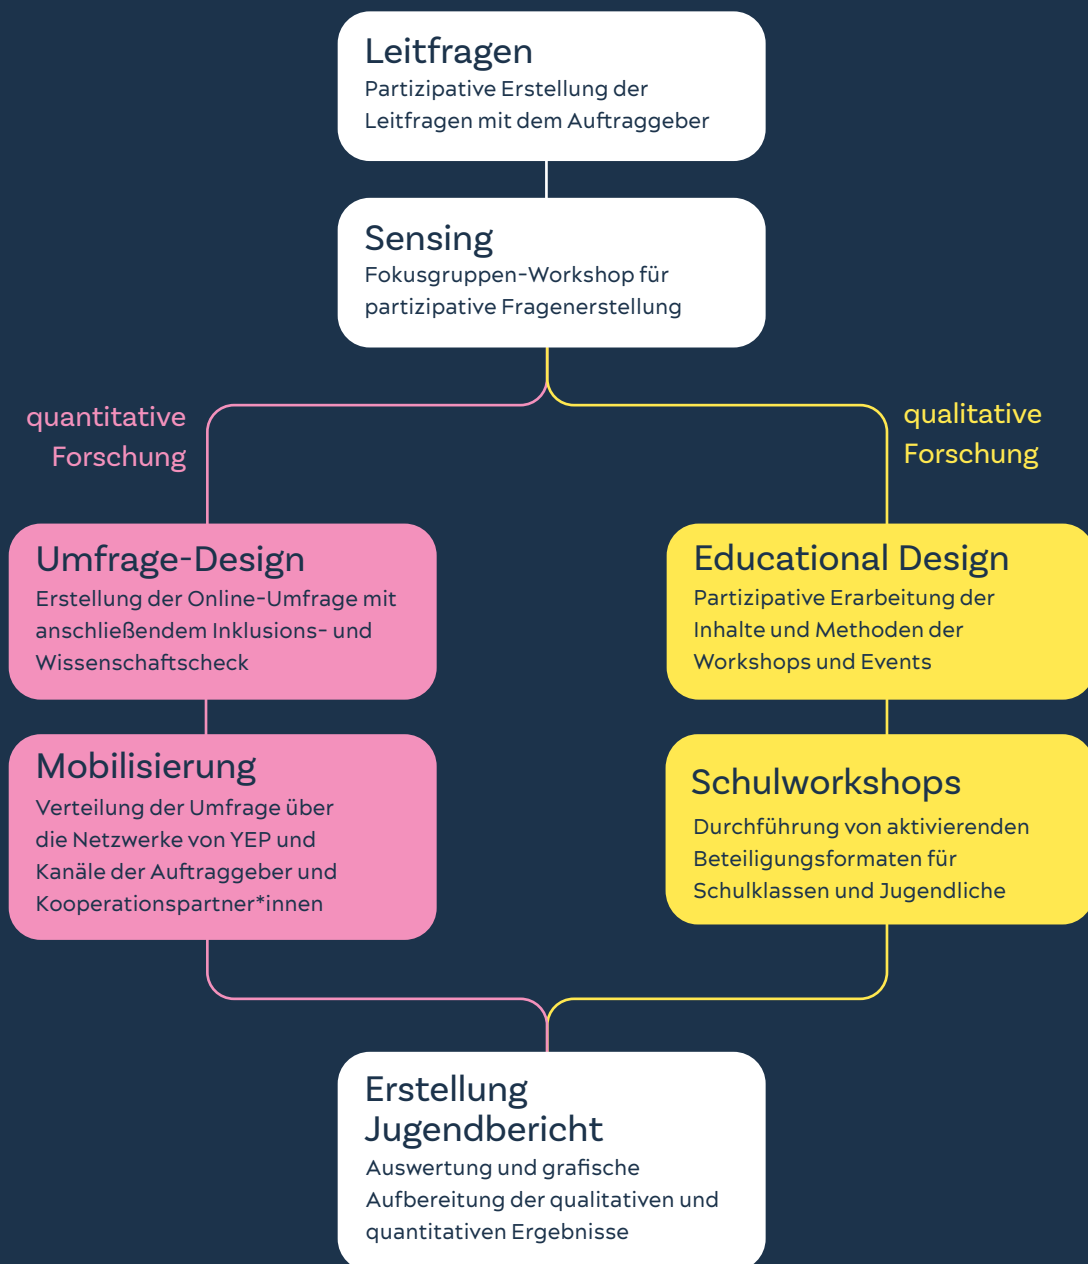 Leitfragen
Partizipative Erstellung der
Leitfragen mit dem Auftraggeber
Sensing
Fokusgruppen-Workshop für
partizipative Fragenerstellung
quantitative
Forschung
qualitative
Forschung
Umfrage-Design
Erstellung der Online-Umfrage mit
anschließendem Inklusions- und
Wissenschaftscheck
Educational Design
Partizipative Erarbeitung der
Inhalte und Methoden der
Workshops und Events
Mobilisierung
Verteilung der Umfrage über
die Netzwerke von YEP und
Kanäle der Auftraggeber und
Kooperationspartner*innen
Schulworkshops
Durchführung von aktivierenden
Beteiligungsformaten für
Schulklassen und Jugendliche
Erstellung
Jugendbericht
Auswertung und grafische
Aufbereitung der qualitativen und
quantitativen Ergebnisse